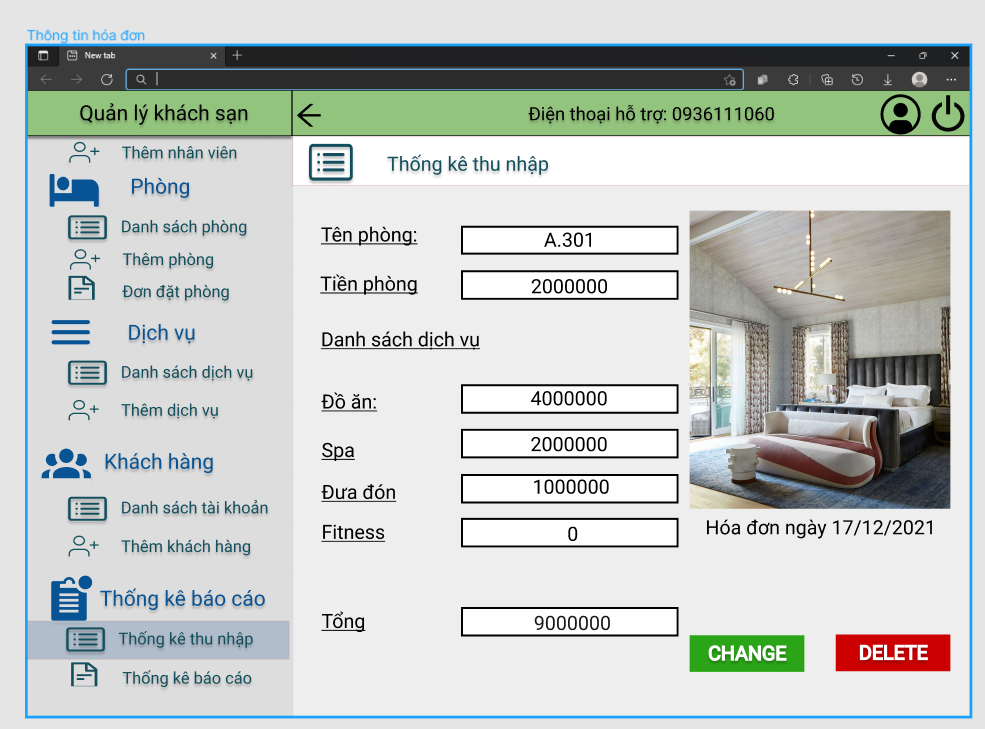 Thông tin hóa đơn
New tab
Quản lý khách sạn
Điện thoại hỗ trợ: 0936111060
Thêm nhân viên
Phòng
Danh sách phòng
Thêm phòng
Đơn đặt phòng
Dịch vụ
Danh sách dịch vụ
Thêm dịch vụ
Khách hàng
Danh sách tài khoản
Thêm khách hàng
Thống kê báo cáo
Thống kê thu nhập
Thống kê báo cáo
Thống kê thu nhập
Tên phòng: A.301
Tiền phòng 2000000
Danh sách dịch vụ
Đồ ăn: 4000000
Spa 2000000
Đưa đón 1000000
Fitness 0
Tổng 9000000
Hóa đơn ngày 17/12/2021
CHANGE DELETE